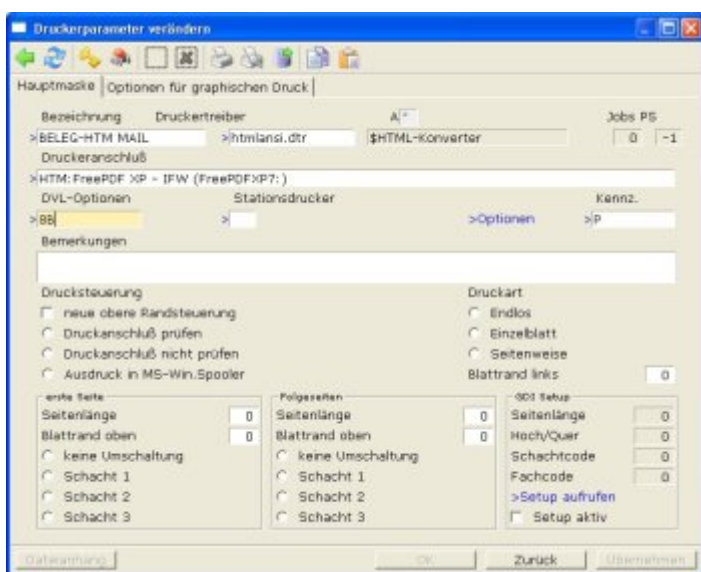 Druckerparameter verändern
Hauptmaske Optionen für graphischen Druck
Bezeichnung Druckertreiber A * Jobs PS
>BELEG-HTM MAIL >htmlansi.dtr $HTML-Konverter 0 -1
Druckeranschluß
>HTM:FreePDF XP - IFW (FreePDFXP7:)
DVL-Optionen Stationsdrucker Kennz.
>BB > >Optionen >P
Bemerkungen
Drucksteuerung Druckart
neue obere Randsteuerung Endlos
Druckanschluß prüfen Einzelblatt
Druckanschluß nicht prüfen Seitenweise
Ausdruck in MS-Win.Spooler Blattrand links 0
erste Seite Folgeseiten GDI Setup
Seitenlänge 0 Seitenlänge 0 Seitenlänge 0
Blattrand oben 0 Blattrand oben 0 Hoch/Quer 0
keine Umschaltung keine Umschaltung Schachtcode 0
Schacht 1 Schacht 1 Fachcode 0
Schacht 2 Schacht 2 >Setup aufrufen
Schacht 3 Schacht 3 Setup aktiv
Dateianhang OK Zurück Übernehmen